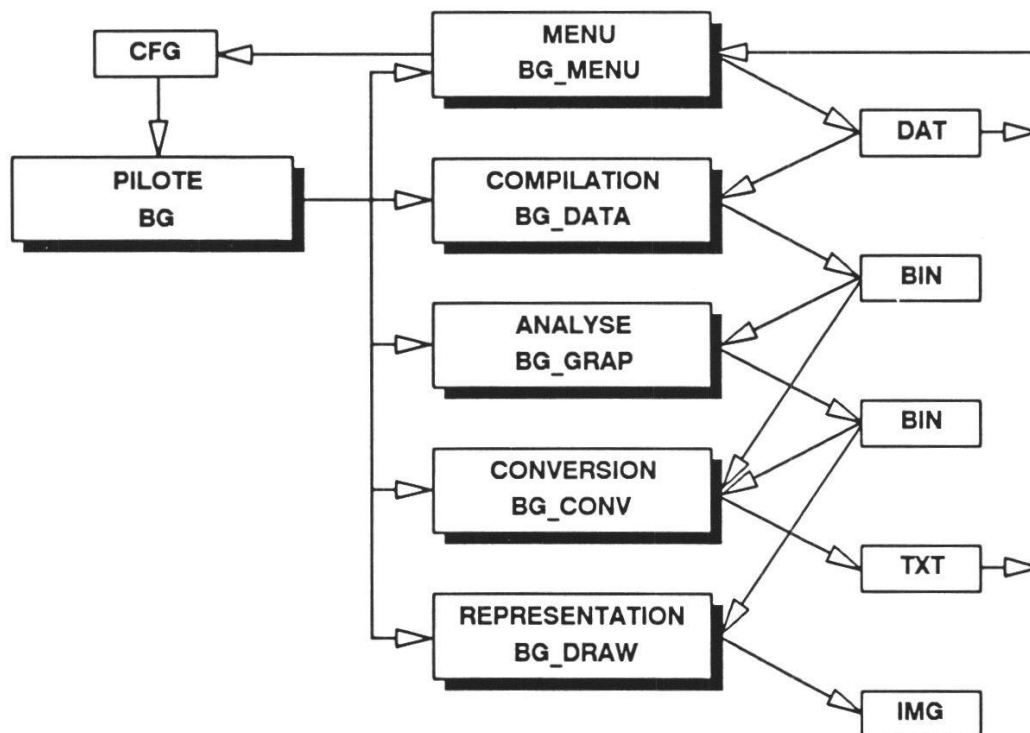 MENU
BG_MENU
CFG
DAT
PILOTE
BG
COMPILATION
BG_DATA
BIN
ANALYSE
BG_GRAP
BIN
CONVERSION
BG_CONV
TXT
REPRESENTATION
BG_DRAW
IMG